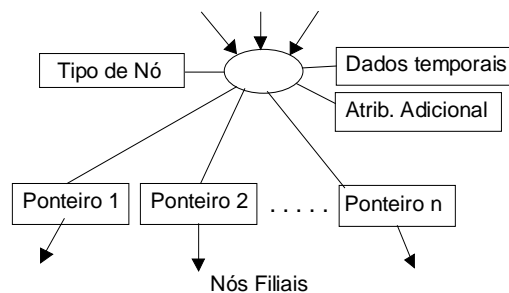 Tipo de Nó
Dados temporais
Atrib. Adicional
Ponteiro 1
Ponteiro 2
. . . . .
Ponteiro n
Nós Filiais